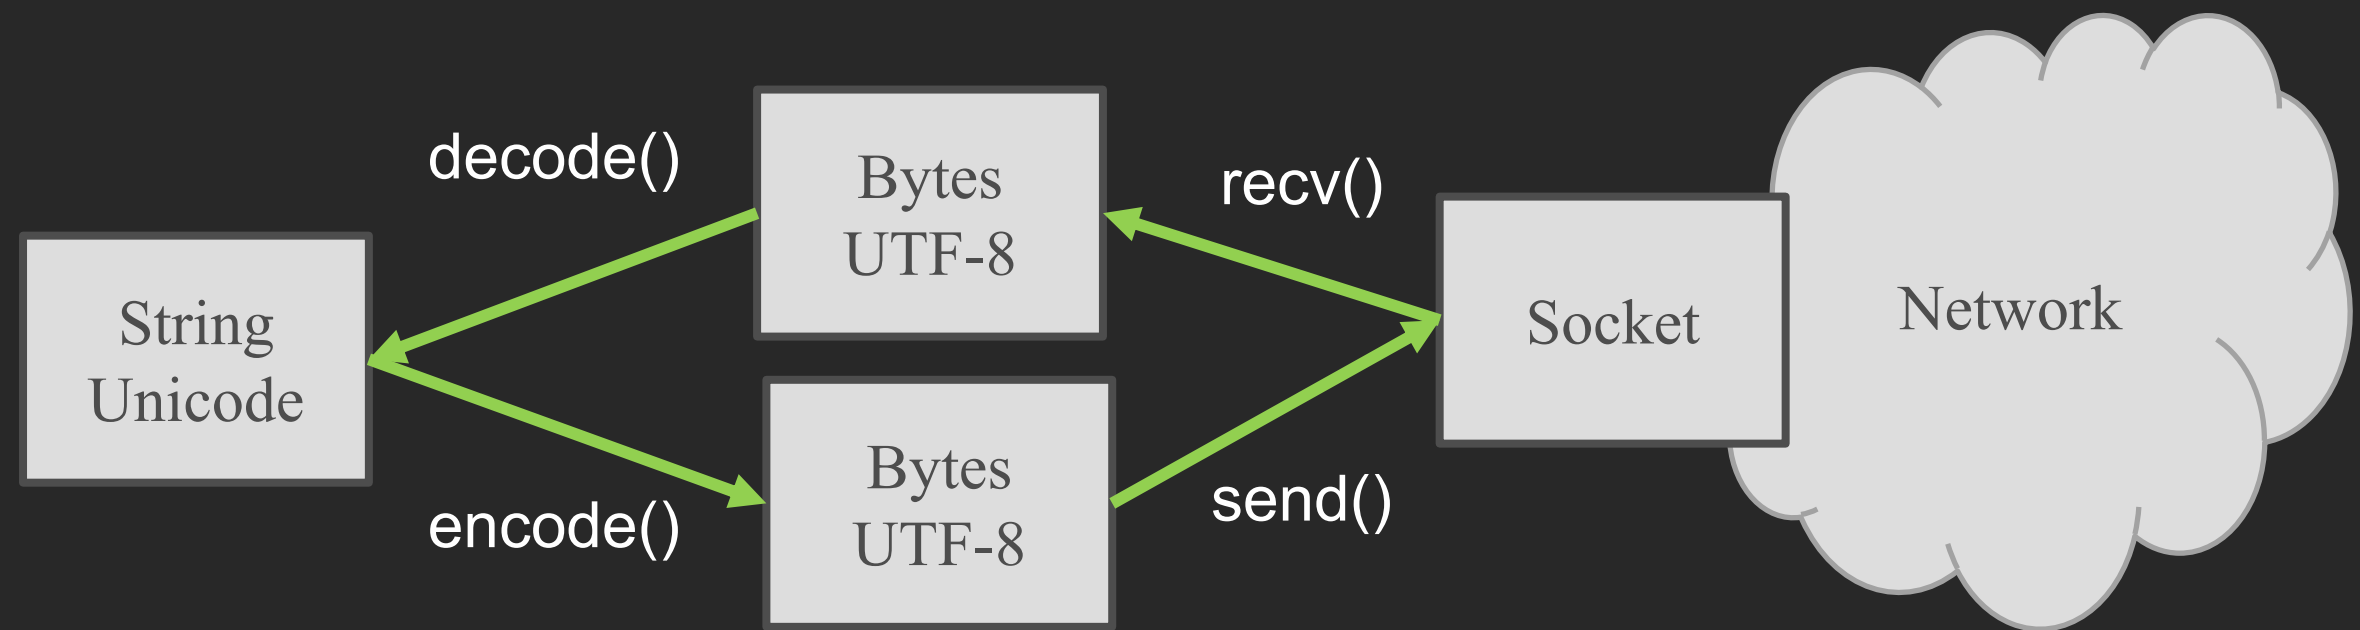 decode()
Bytes
UTF-8
recv()
String
Unicode
Socket
Network
encode()
Bytes
UTF-8
send()